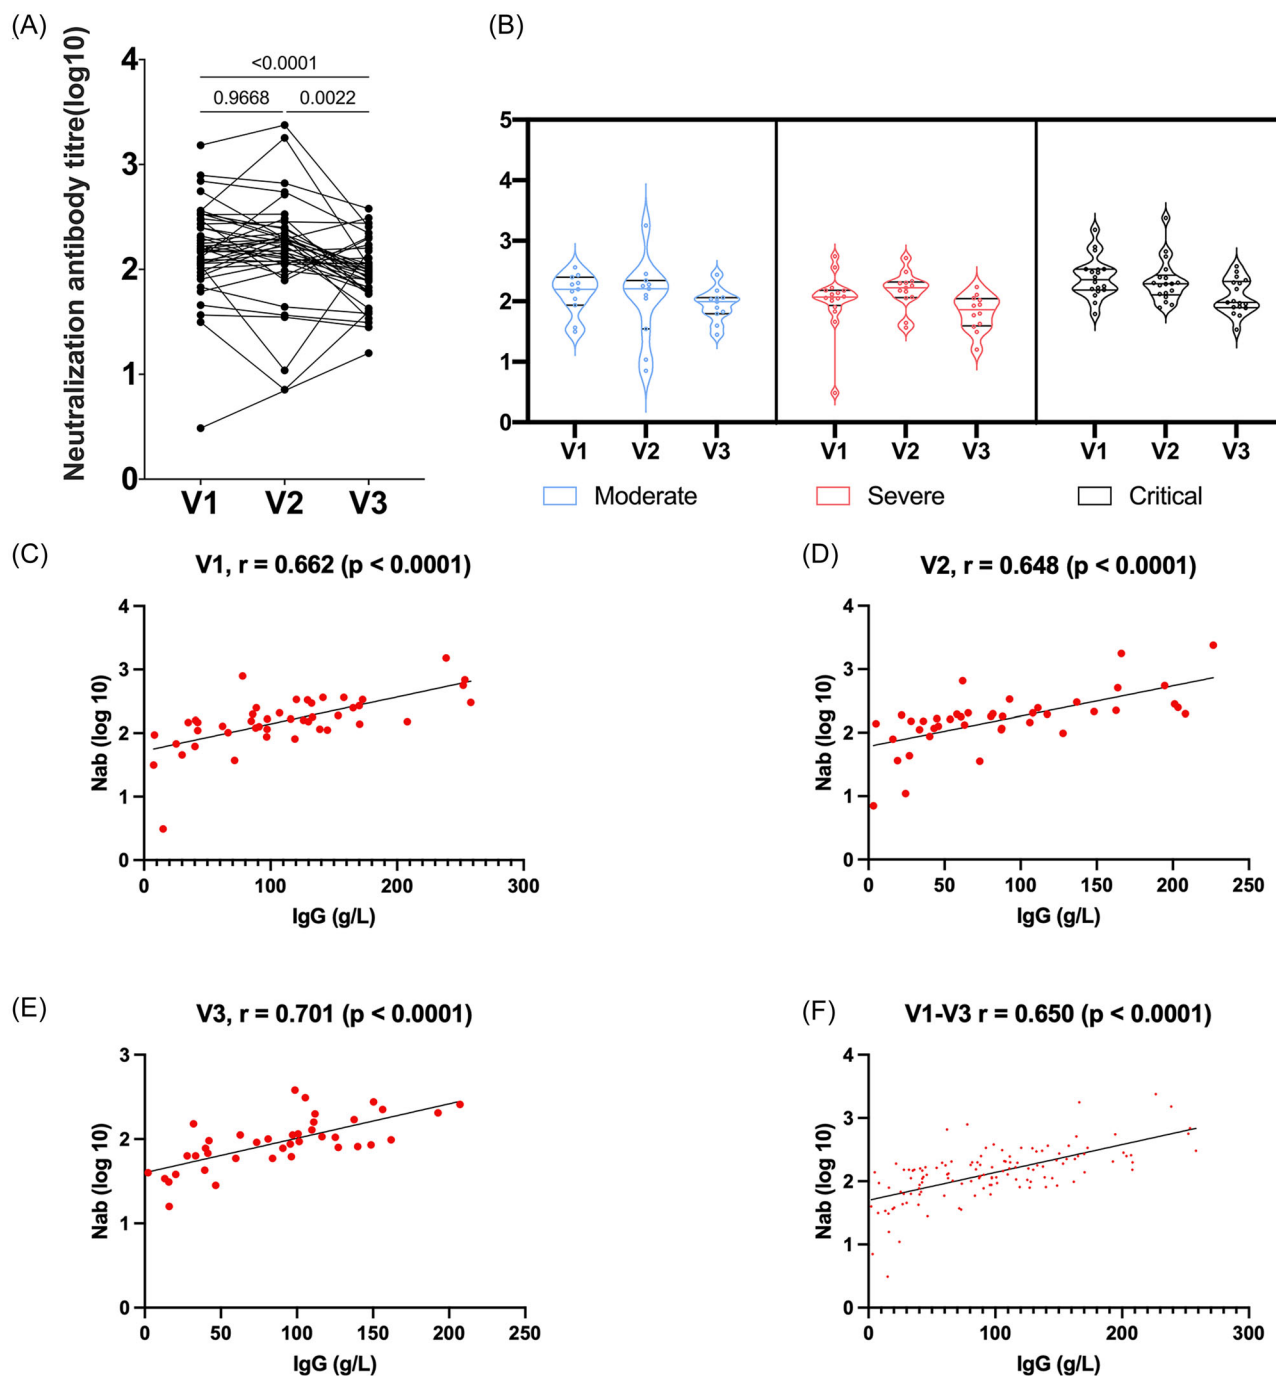 (A)
Neutralization antibody titre(log10)
4
3
2
1
0
<0.0001
0.9668 0.0022
V1 V2 V3
(B)
5
4
3
2
1
0
V1 V2 V3 V1 V2 V3 V1 V2 V3
Moderate Severe Critical
(C)
V1, r = 0.662 (p < 0.0001)
Nab (log 10)
4
3
2
1
0
0 100 200 300
IgG (g/L)
(D)
V2, r = 0.648 (p < 0.0001)
Nab (log 10)
4
3
2
1
0
0 50 100 150 200 250
IgG (g/L)
(E)
V3, r = 0.701 (p < 0.0001)
Nab (log 10)
3
2
1
0
0 50 100 150 200 250
IgG (g/L)
(F)
V1-V3 r = 0.650 (p < 0.0001)
Nab (log 10)
4
3
2
1
0
0 100 200 300
IgG (g/L)